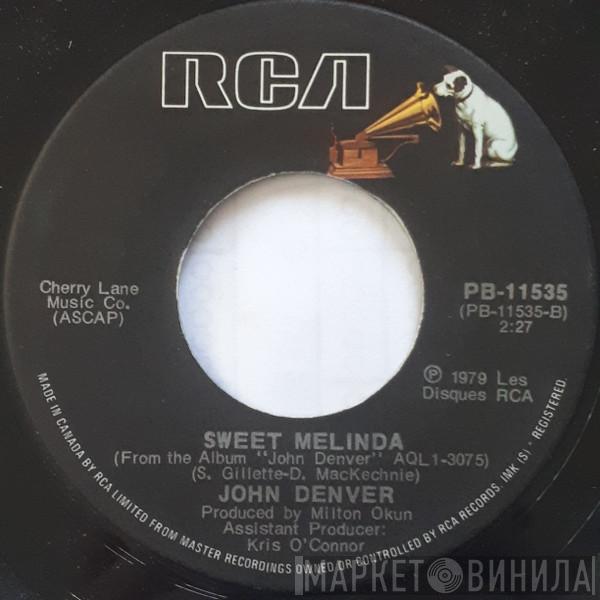 RCA
Cherry Lane
Music Co.
(ASCAP)
PB-11535
(PB-11535-B)
2:27
℗ 1979 Les
Disques RCA
SWEET MELINDA
(From the Album "John Denver" AQL1-3075)
(S. Gillette-D. MacKechnie)
JOHN DENVER
Produced by Milton Okun
Assistant Producer:
Kris O'Connor
MADE IN CANADA BY RCA LIMITED FROM MASTER RECORDINGS OWNED OR CONTROLLED BY RCA RECORDS. IMK (S) ® REGISTERED.
МАРКЕТ ВИНИЛА